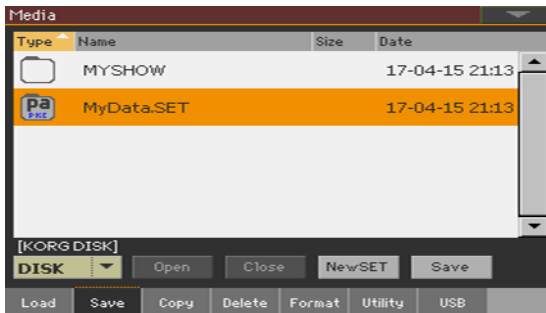 Media
Type Name Size Date
MYSHOW 17-04-15 21:13
Pa PKG MyData.SET 17-04-15 21:13
[KORG DISK]
DISK Open Close NewSET Save
Load Save Copy Delete Format Utility USB